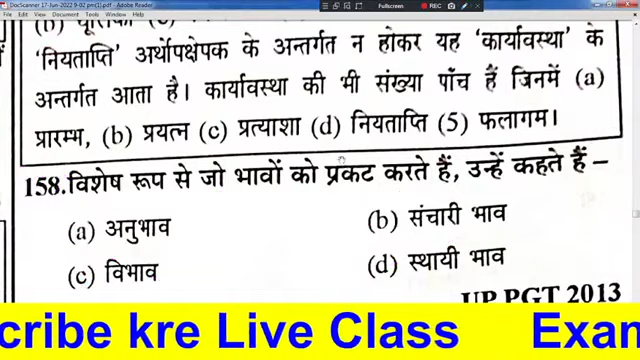 DocScanner 17-Jun-2022 9-02 pm(1).pdf - Adobe Reader
File Edit View Document Tools Window Help
Fullscreen
REC
'नियताप्ति' अर्थोपक्षेपक के अन्तर्गत न होकर यह 'कार्यावस्था' के
अन्तर्गत आता है। कार्यावस्था की भी संख्या पाँच हैं जिनमें (a)
प्रारम्भ, (b) प्रयत्न (c) प्रत्याशा (d) नियताप्ति (5) फलागम।
158.विशेष रूप से जो भावों को प्रकट करते हैं, उन्हें कहते हैं–
(a) अनुभाव (b) संचारी भाव
(c) विभाव (d) स्थायी भाव
UP PGT 2013
cribe kre Live Class Exan